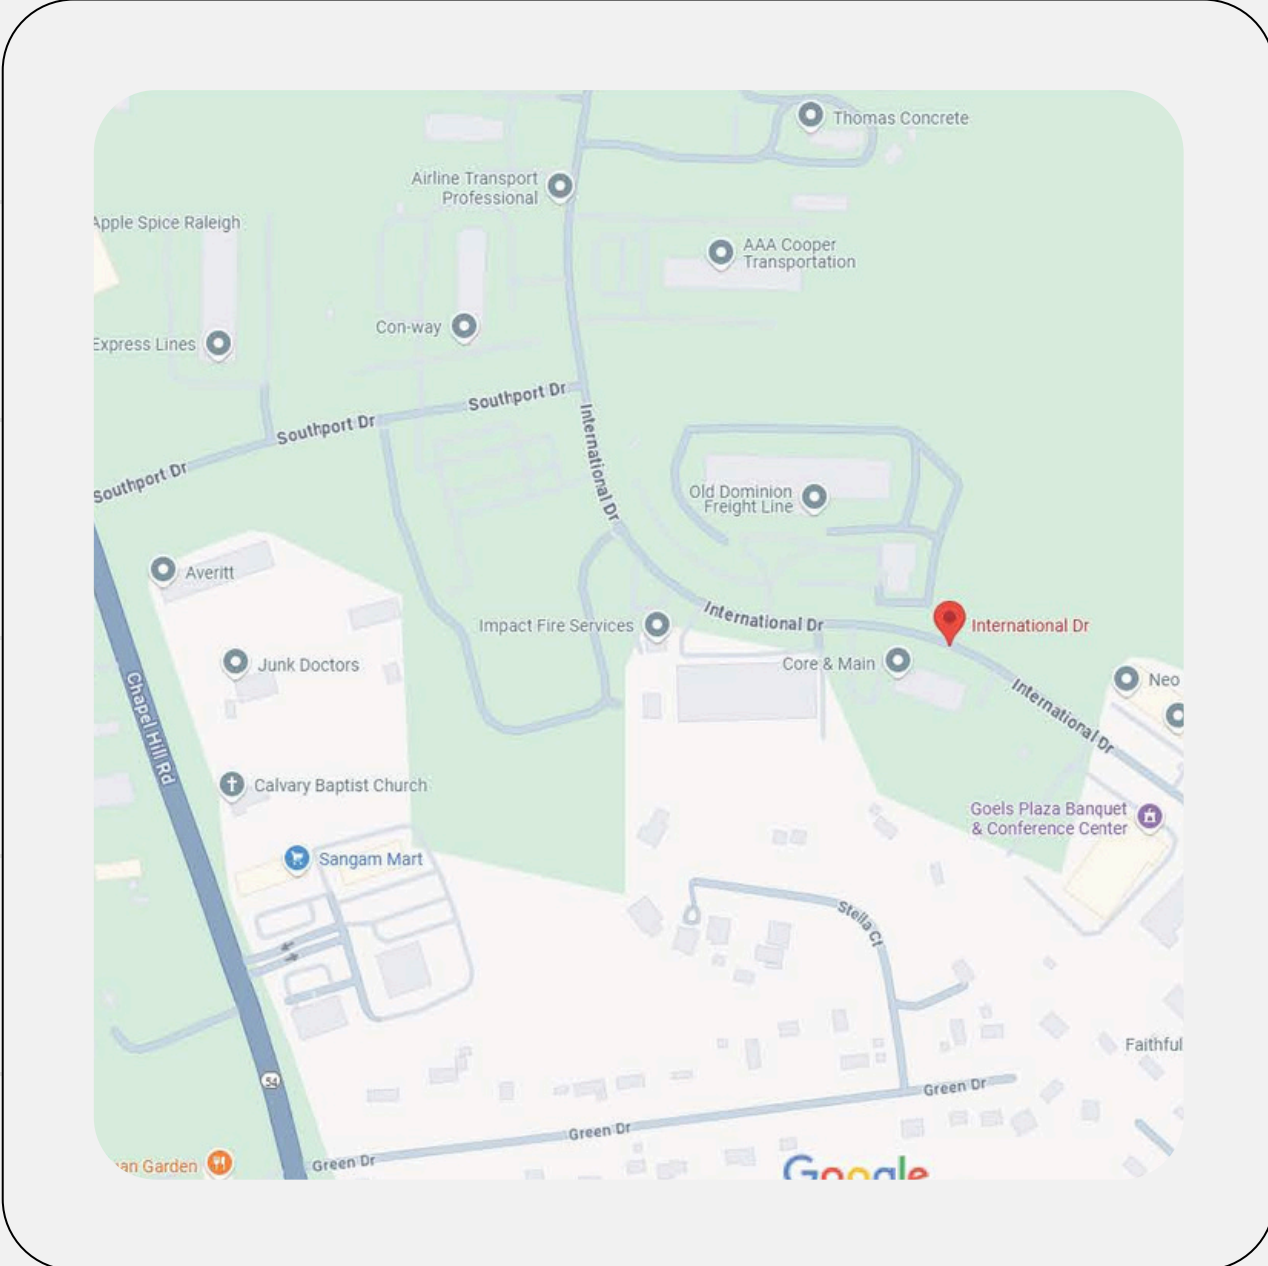 Thomas Concrete
Airline Transport
Professional
Apple Spice Raleigh
AAA Cooper
Transportation
Con-way
Express Lines
Southport Dr
Southport Dr
Southport Dr
International Dr
Old Dominion
Freight Line
Averitt
International Dr
Impact Fire Services
International Dr
Core & Main
Junk Doctors
Neo
International Dr
Chapel Hill Rd
Calvary Baptist Church
Goels Plaza Banquet
& Conference Center
Sangam Mart
Stella Ct
Faithful
54
Green Dr
Green Dr
Green Dr
Garden
Google